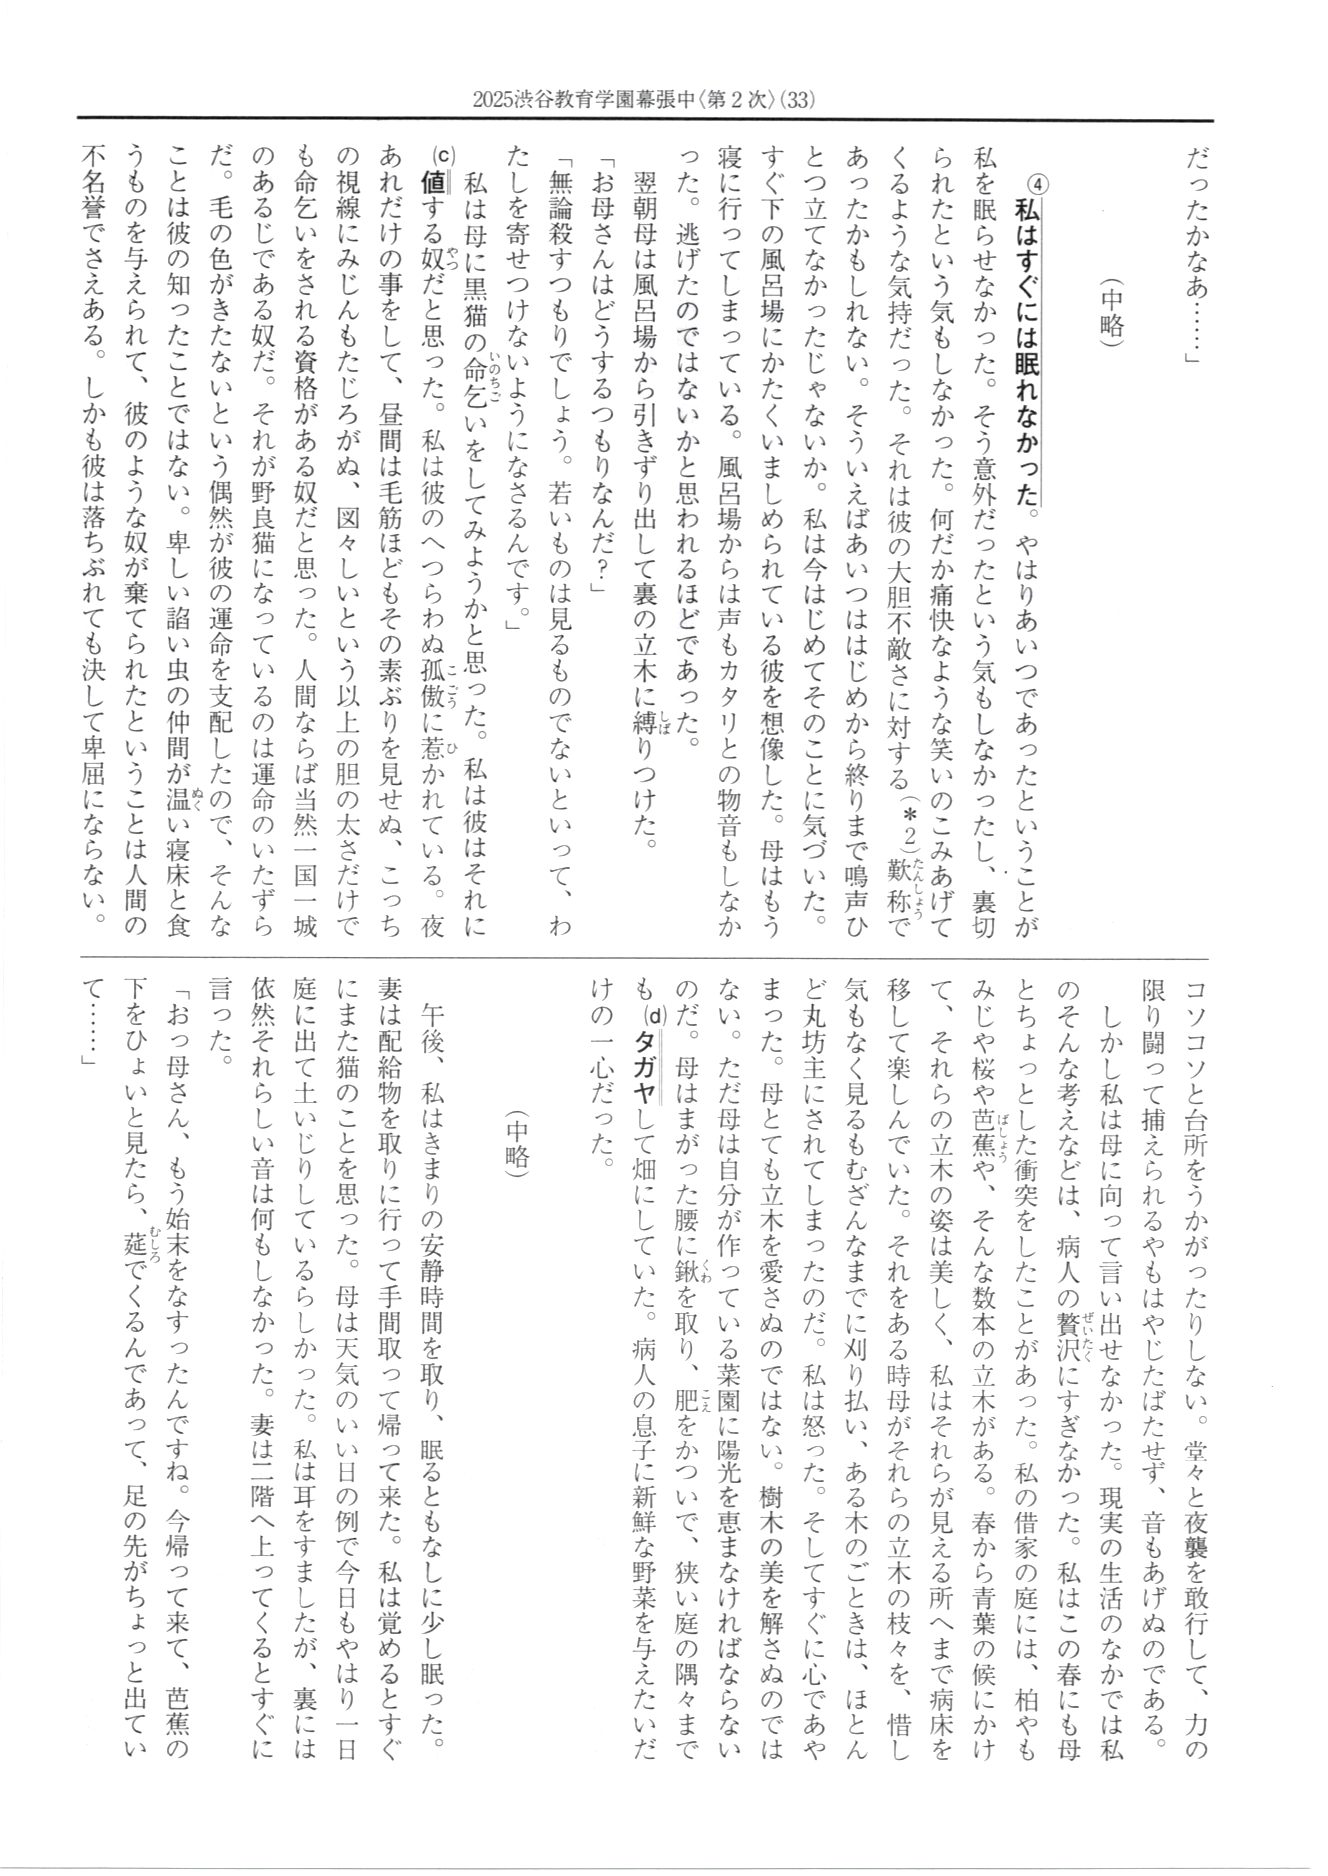 2025渋谷教育学園幕張中〈第2次〉(33)
だったかなあ……」
(中略)
④私はすぐには眠れなかった。やはりあいつであったということが
私を眠らせなかった。そう意外だったという気もしなかったし、裏切
られたという気もしなかった。何だか痛快なような笑いのこみあげて
くるような気持だった。それは彼の大胆不敵さに対する(*2)歎称で
あったかもしれない。そういえばあいつははじめから終りまで鳴声ひ
とつ立てなかったじゃないか。私は今はじめてそのことに気づいた。
すぐ下の風呂場にかたくいましめられている彼を想像した。母はもう
寝に行ってしまっている。風呂場からは声もカタリとの物音もしなか
った。逃げたのではないかと思われるほどであった。
翌朝母は風呂場から引きずり出して裏の立木に縛りつけた。
「お母さんはどうするつもりなんだ?」
「無論殺すつもりでしょう。若いものは見るものでないといって、わ
たしを寄せつけないようになさるんです。」
私は母に黒猫の命乞いをしてみようかと思った。私は彼はそれに
(c)値する奴だと思った。私は彼のへつらわぬ孤傲に惹かれている。夜
あれだけの事をして、昼間は毛筋ほどもその素ぶりを見せぬ、こっち
の視線にみじんもたじろがぬ、図々しいという以上の胆の太さだけで
も命乞いをされる資格がある奴だと思った。人間ならば当然一国一城
のあるじである奴だ。それが野良猫になっているのは運命のいたずら
だ。毛の色がきたないという偶然が彼の運命を支配したので、そんな
ことは彼の知ったことではない。卑しい諂い虫の仲間が温い寝床と食
うものを与えられて、彼のような奴が棄てられたということは人間の
不名誉でさえある。しかも彼は落ちぶれても決して卑屈にならない。
コソコソと台所をうかがったりしない。堂々と夜襲を敢行して、力の
限り闘って捕えられるやもはやじたばたせず、音もあげぬのである。
しかし私は母に向って言い出せなかった。現実の生活のなかでは私
のそんな考えなどは、病人の贅沢にすぎなかった。私はこの春にも母
とちょっとした衝突をしたことがあった。私の借家の庭には、柏やも
みじや桜や芭蕉や、そんな数本の立木がある。春から青葉の候にかけ
て、それらの立木の姿は美しく、私はそれらが見える所へまで病床を
移して楽しんでいた。それをある時母がそれらの立木の枝々を、惜し
気もなく見るもむざんなまでに刈り払い、ある木のごときは、ほとん
ど丸坊主にされてしまったのだ。私は怒った。そしてすぐに心であや
まった。母とても立木を愛さぬのではない。樹木の美を解さぬのでは
ない。ただ母は自分が作っている菜園に陽光を恵まなければならない
のだ。母はまがった腰に鍬を取り、肥をかついで、狭い庭の隅々まで
も(d)タガヤして畑にしていた。病人の息子に新鮮な野菜を与えたいだ
けの一心だった。
(中略)
午後、私はきまりの安静時間を取り、眠るともなしに少し眠った。
妻は配給物を取りに行って手間取って帰って来た。私は覚めるとすぐ
にまた猫のことを思った。母は天気のいい日の例で今日もやはり一日
庭に出て土いじりしているらしかった。私は耳をすましたが、裏には
依然それらしい音は何もしなかった。妻は二階へ上ってくるとすぐに
言った。
「おっ母さん、もう始末をなすったんですね。今帰って来て、芭蕉の
下をひょいと見たら、莚でくるんであって、足の先がちょっと出てい
て……」